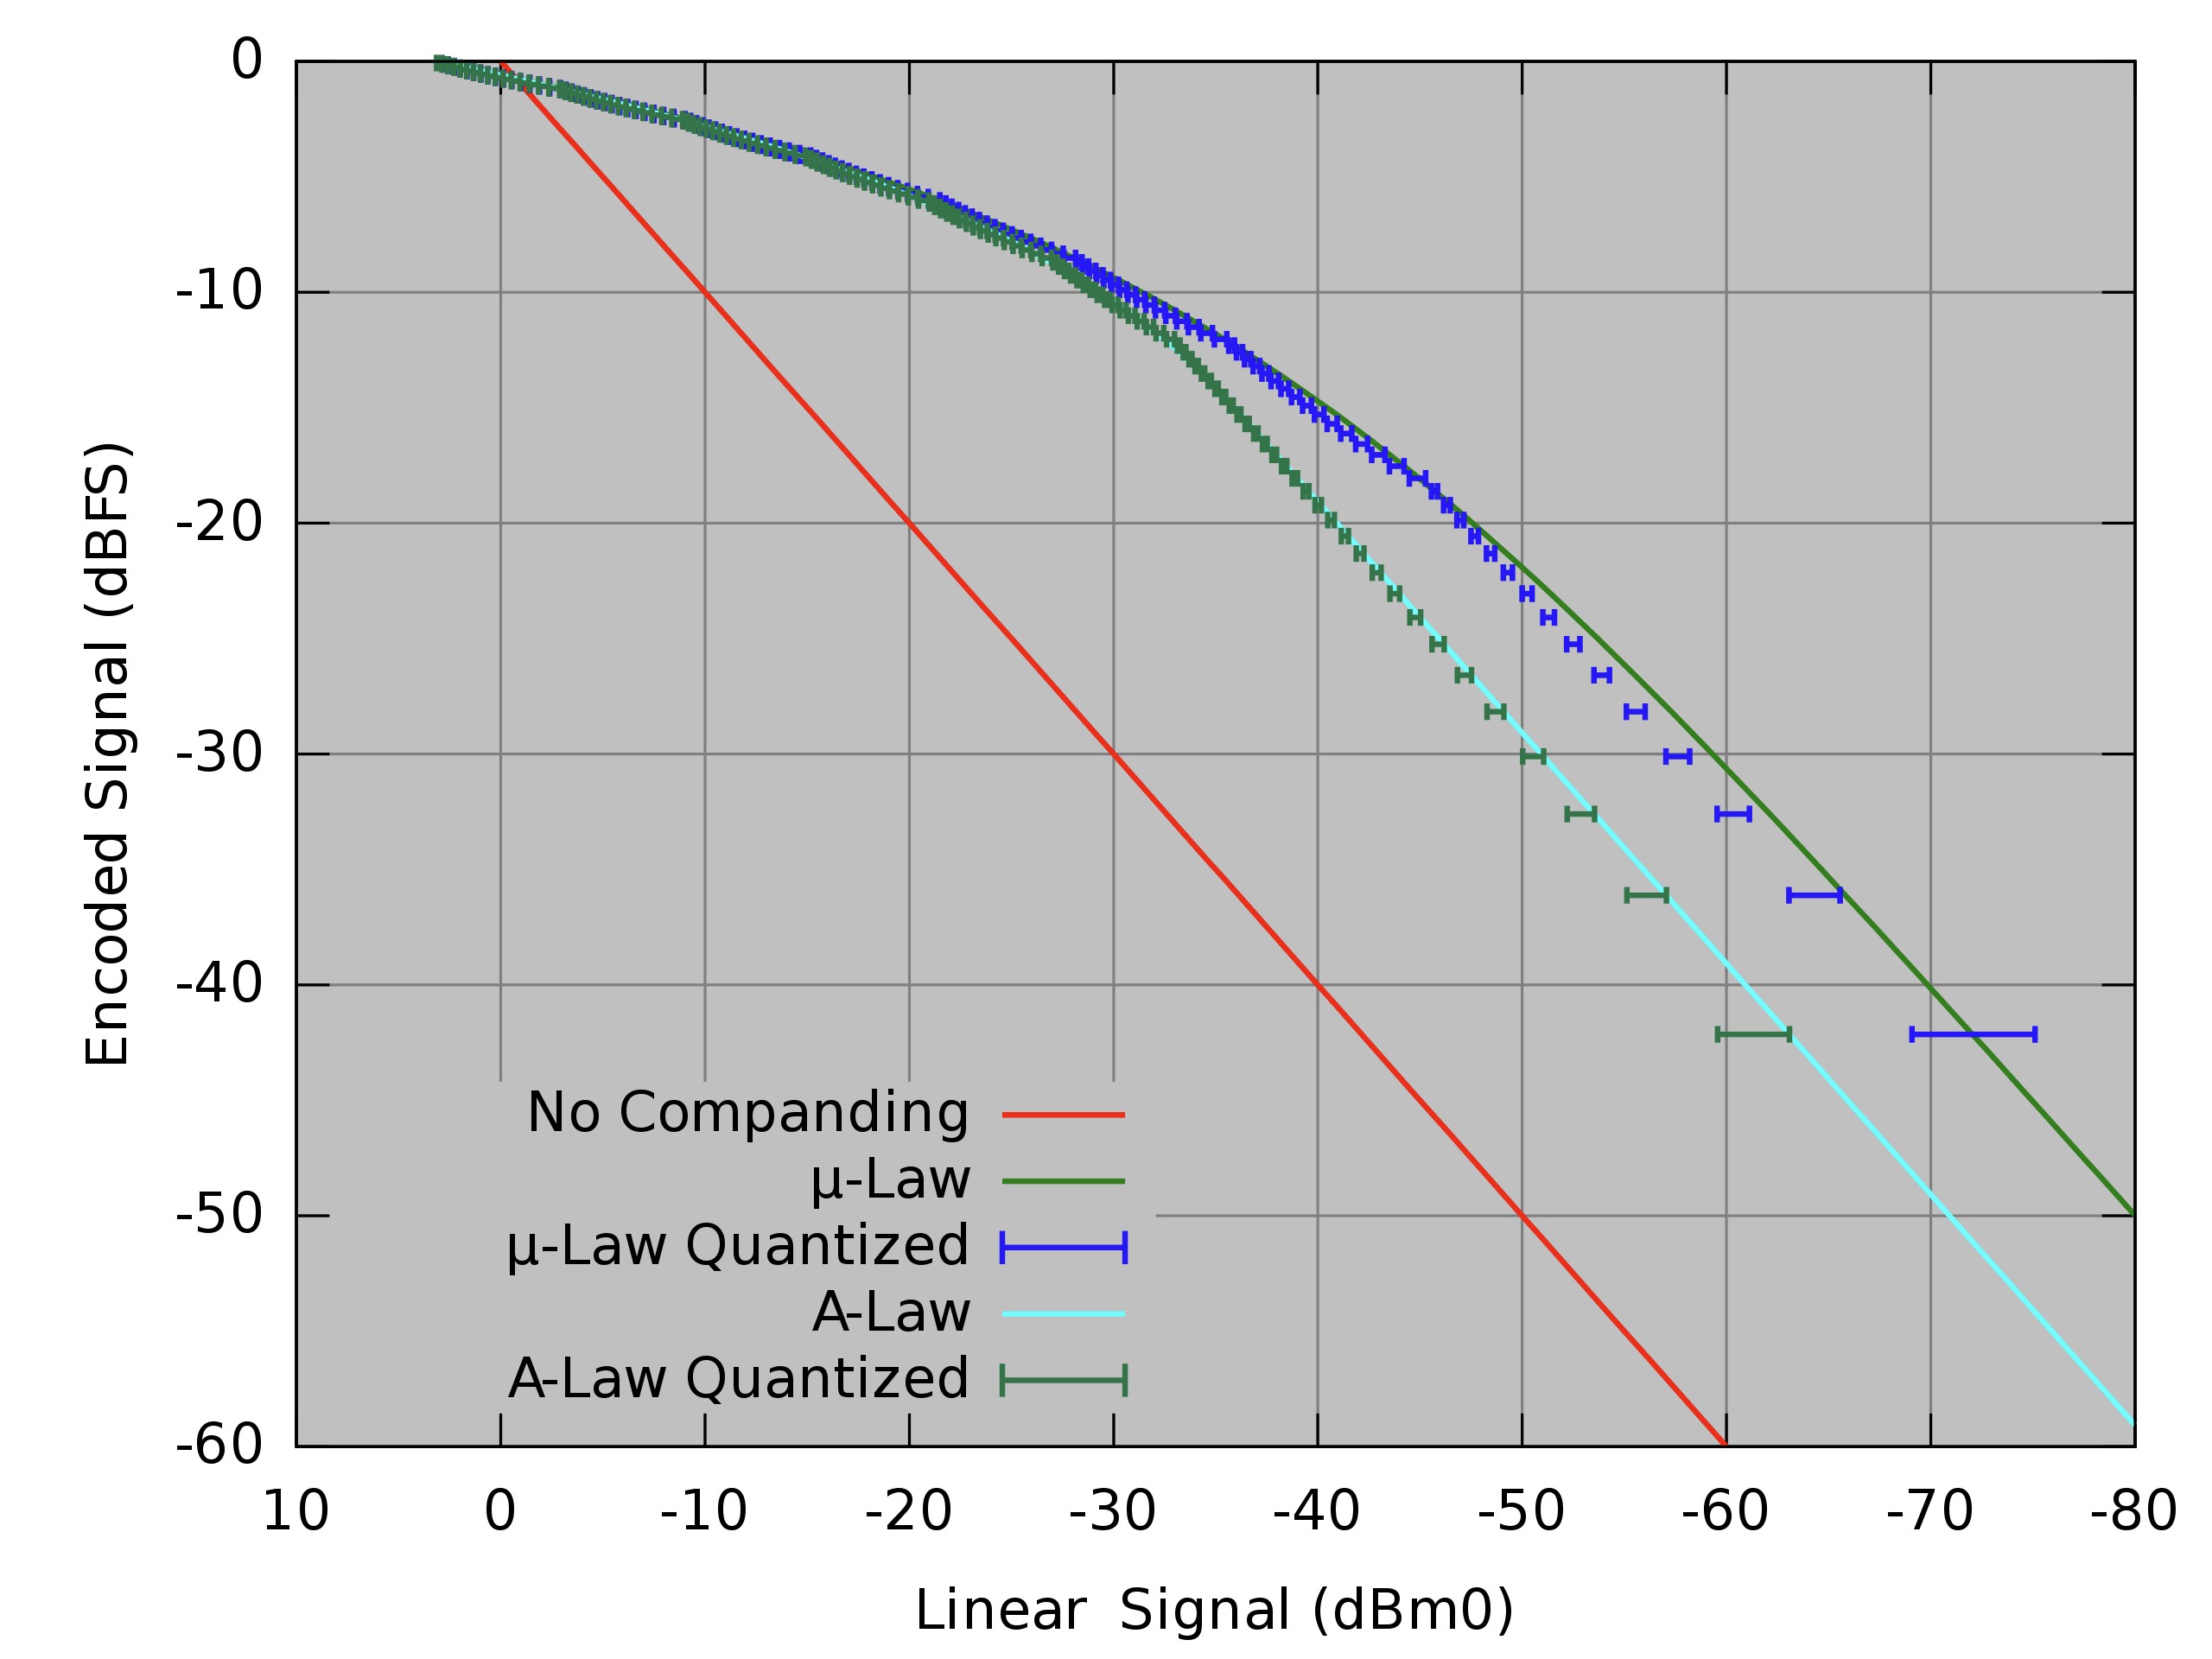 0
-10
-20
-30
-40
-50
-60
Encoded Signal (dBFS)
No Companding
µ-Law
µ-Law Quantized
A-Law
A-Law Quantized
10 0 -10 -20 -30 -40 -50 -60 -70 -80
Linear  Signal (dBm0)